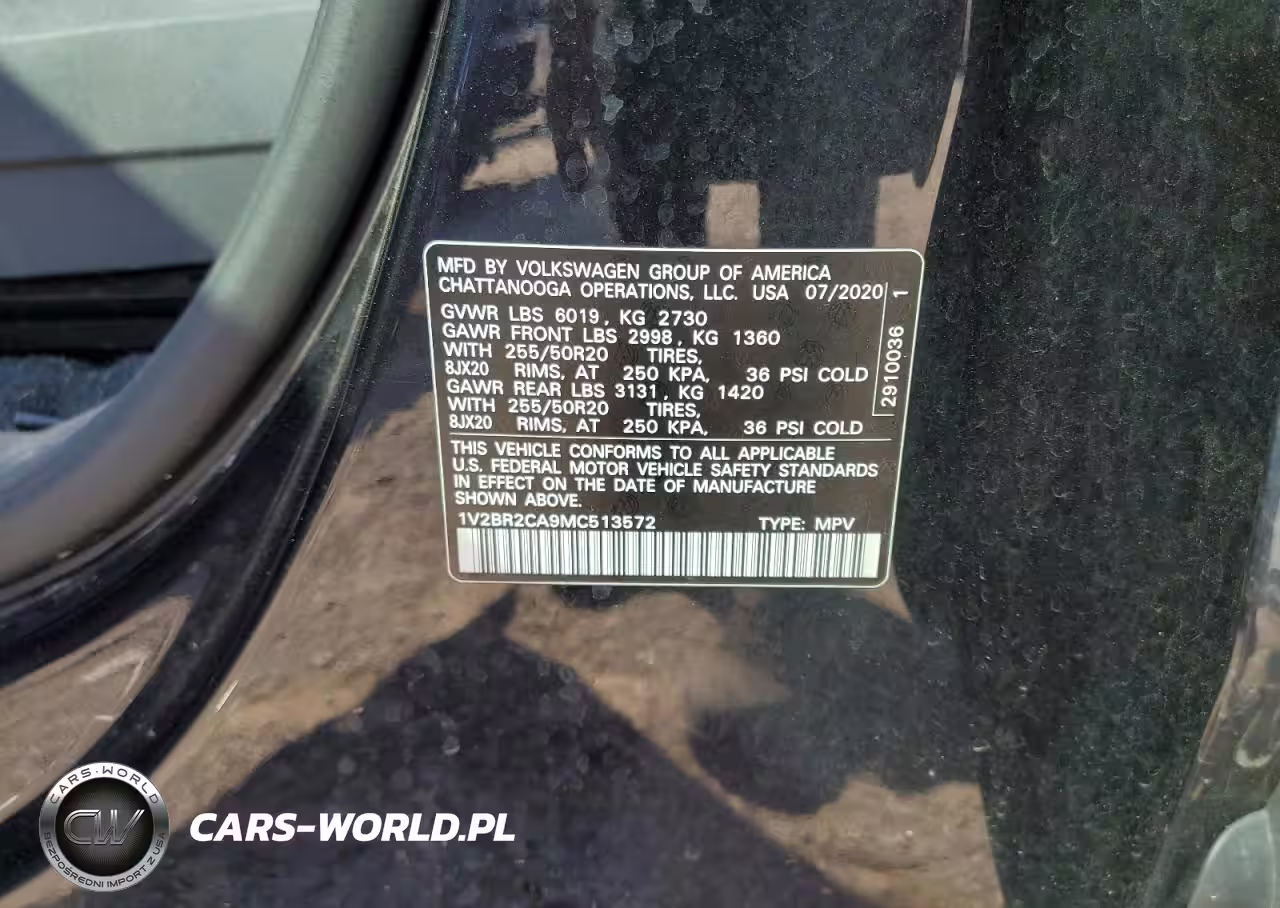 MFD BY VOLKSWAGEN GROUP OF AMERICA
CHATTANOOGA OPERATIONS, LLC. USA 07/2020
GVWR LBS 6019, KG 2730
GAWR FRONT LBS 2998, KG 1360
WITH 255/50R20 TIRES,
8JX20 RIMS, AT 250 KPA, 36 PSI COLD
GAWR REAR LBS 3131, KG 1420
WITH 255/50R20 TIRES,
8JX20 RIMS, AT 250 KPA, 36 PSI COLD
2910036 1
THIS VEHICLE CONFORMS TO ALL APPLICABLE
U.S. FEDERAL MOTOR VEHICLE SAFETY STANDARDS
IN EFFECT ON THE DATE OF MANUFACTURE
SHOWN ABOVE.
1V2BR2CA9MC513572 TYPE: MPV
CARS-WORLD
CW
BEZPOŚREDNI IMPORT Z USA
CARS-WORLD.PL